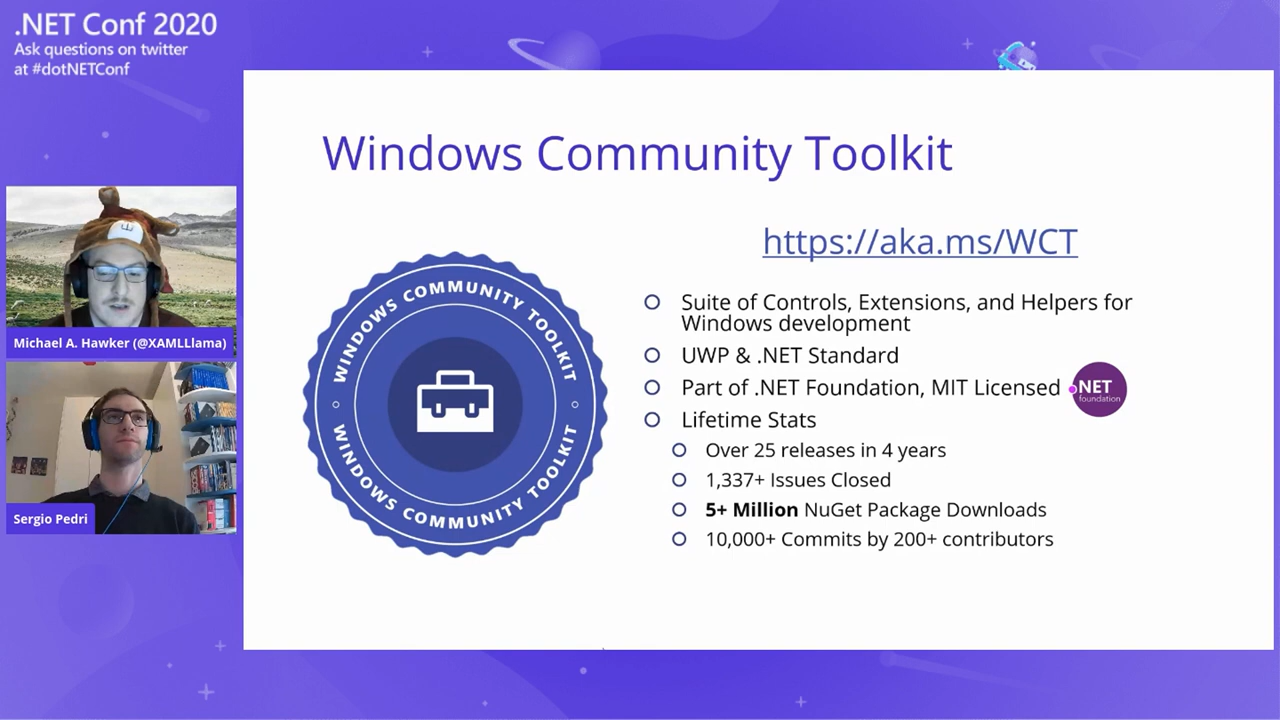 .NET Conf 2020
Ask questions on twitter
at #dotNETConf
Michael A. Hawker (@XAMLLlama)
Sergio Pedri
Windows Community Toolkit
WINDOWS COMMUNITY TOOLKIT
WINDOWS COMMUNITY TOOLKIT
https://aka.ms/WCT
Suite of Controls, Extensions, and Helpers for
Windows development
UWP & .NET Standard
Part of .NET Foundation, MIT Licensed
.NET
foundation
Lifetime Stats
Over 25 releases in 4 years
1,337+ Issues Closed
5+ Million NuGet Package Downloads
10,000+ Commits by 200+ contributors